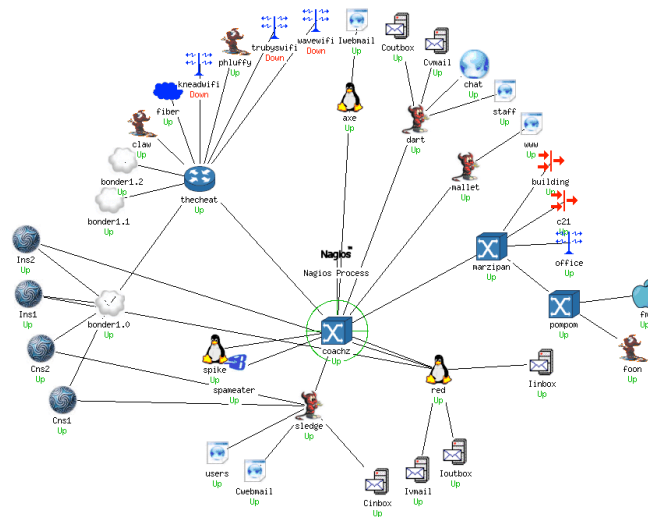 wavewifi
Down
Iwebmail
Up
trubyswifi
Down
Coutbox
Up
Cvmail
Up
phluffy
Up
chat
Up
kneadwifi
Down
fiber
Up
axe
Up
staff
Up
dart
Up
claw
Up
www
Up
bonder1.2
Up
thecheat
Up
mallet
Up
building
Up
bonder1.1
Up
c21
Up
Nagios™
Nagios Process
Ins2
Up
marzipan
Up
office
Up
Ins1
Up
bonder1.0
Up
coachz
Up
pompom
Up
Cns2
Up
spike
Up
foon
Up
spameater
Up
red
Up
Iinbox
Up
Cns1
Up
sledge
Up
users
Up
Cwebmail
Up
Cinbox
Up
Ivmail
Up
Ioutbox
Up
Up